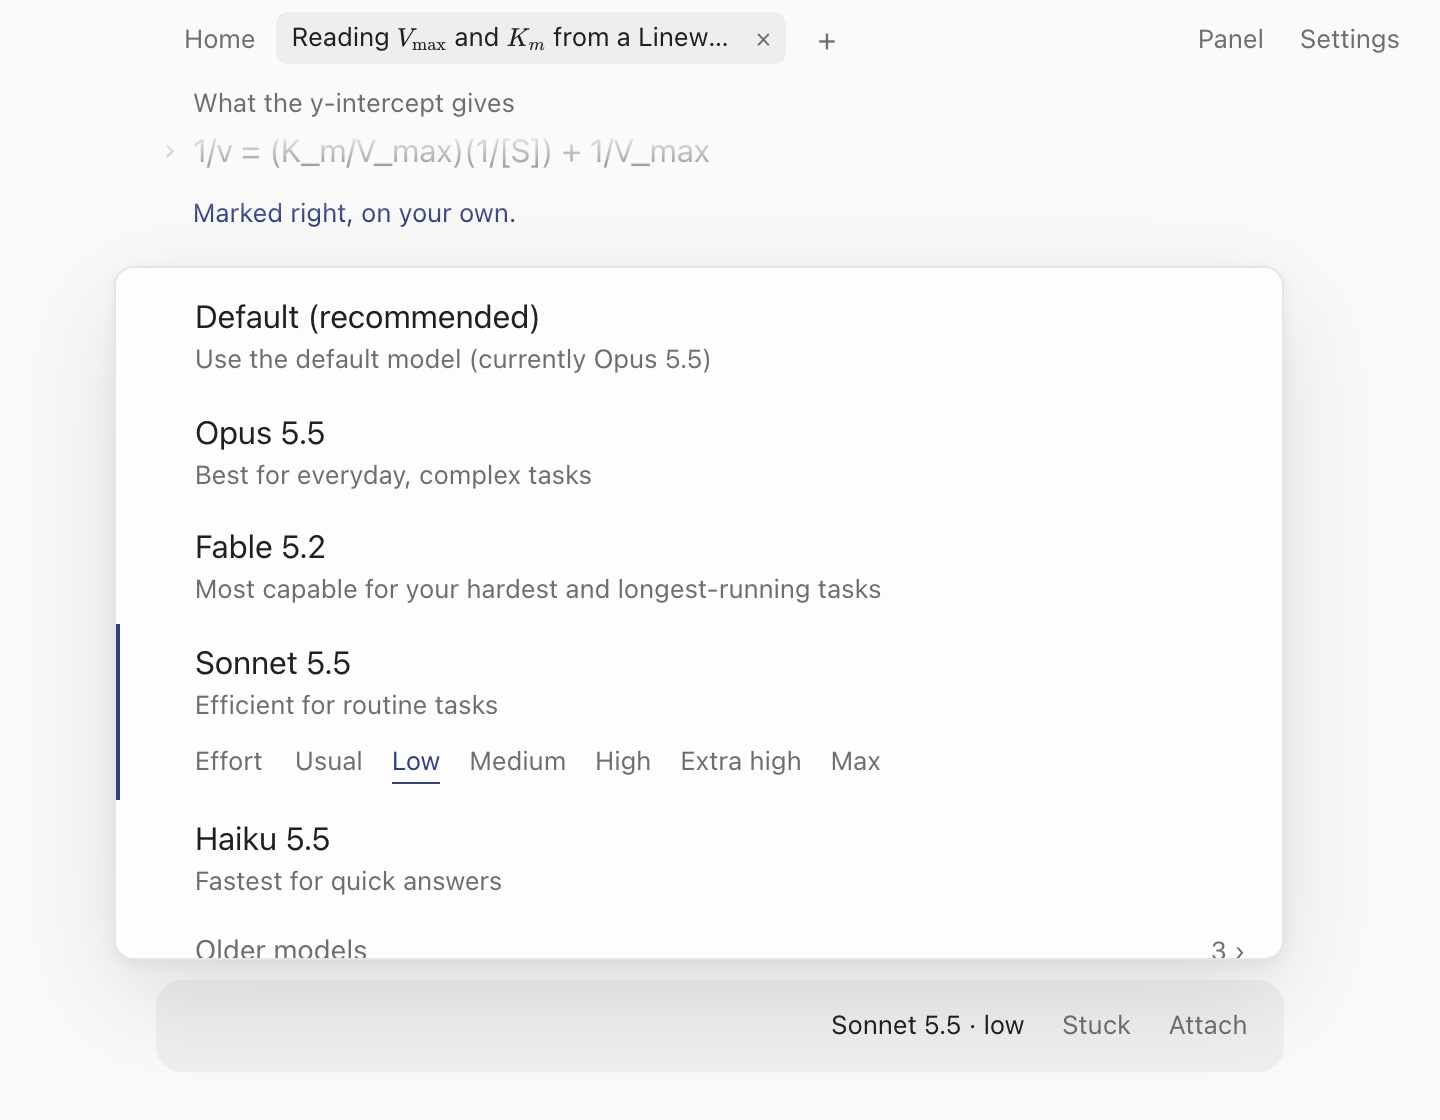 Home Reading Vmax and Km from a Linew... × + Panel Settings
What the y-intercept gives
› 1/v = (K_m/V_max)(1/[S]) + 1/V_max
Marked right, on your own.
Default (recommended)
Use the default model (currently Opus 5.5)
Opus 5.5
Best for everyday, complex tasks
Fable 5.2
Most capable for your hardest and longest-running tasks
Sonnet 5.5
Efficient for routine tasks
Effort Usual Low Medium High Extra high Max
Haiku 5.5
Fastest for quick answers
Older models 3 ›
Sonnet 5.5 · low Stuck Attach